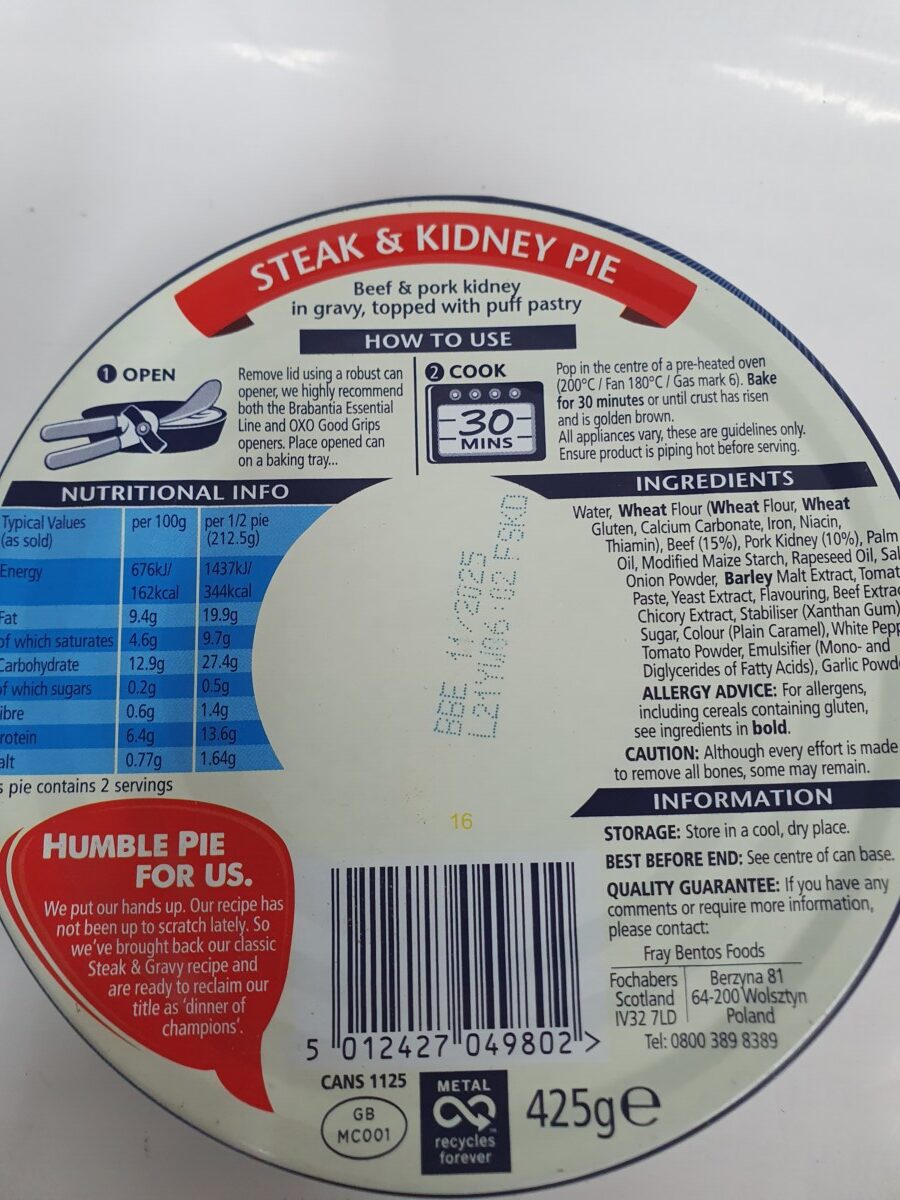 STEAK & KIDNEY PIE
Beef & pork kidney
in gravy, topped with puff pastry
HOW TO USE
1 OPEN
Remove lid using a robust can
opener, we highly recommend
both the Brabantia Essential
Line and OXO Good Grips
openers. Place opened can
on a baking tray...
2 COOK
30
MINS
Pop in the centre of a pre-heated oven
(200°C / Fan 180°C / Gas mark 6). Bake
for 30 minutes or until crust has risen
and is golden brown.
All appliances vary, these are guidelines only.
Ensure product is piping hot before serving.
NUTRITIONAL INFO
Typical Values (as sold) per 100g per 1/2 pie (212.5g)
Energy 676kJ/ 1437kJ/
162kcal 344kcal
Fat 9.4g 19.9g
of which saturates 4.6g 9.7g
Carbohydrate 12.9g 27.4g
of which sugars 0.2g 0.5g
ibre 0.6g 1.4g
rotein 6.4g 13.6g
alt 0.77g 1.64g
s pie contains 2 servings
BBE 11/2025
16
INGREDIENTS
Water, Wheat Flour (Wheat Flour, Wheat
Gluten, Calcium Carbonate, Iron, Niacin,
Thiamin), Beef (15%), Pork Kidney (10%), Palm
Oil, Modified Maize Starch, Rapeseed Oil, Sal
Onion Powder, Barley Malt Extract, Tomat
Paste, Yeast Extract, Flavouring, Beef Extrac
Chicory Extract, Stabiliser (Xanthan Gum)
Sugar, Colour (Plain Caramel), White Pepp
Tomato Powder, Emulsifier (Mono- and
Diglycerides of Fatty Acids), Garlic Powde
ALLERGY ADVICE: For allergens,
including cereals containing gluten,
see ingredients in bold.
CAUTION: Although every effort is made
to remove all bones, some may remain.
INFORMATION
STORAGE: Store in a cool, dry place.
BEST BEFORE END: See centre of can base.
QUALITY GUARANTEE: If you have any
comments or require more information,
please contact:
Fray Bentos Foods
Fochabers
Scotland
IV32 7LD
Berzyna 81
64-200 Wolsztyn
Poland
Tel: 0800 389 8389
HUMBLE PIE
FOR US.
We put our hands up. Our recipe has
not been up to scratch lately. So
we've brought back our classic
Steak & Gravy recipe and
are ready to reclaim our
title as 'dinner of
champions'.
5 012427 049802 >
CANS 1125
GB
MC001
METAL
recycles
forever
425g e